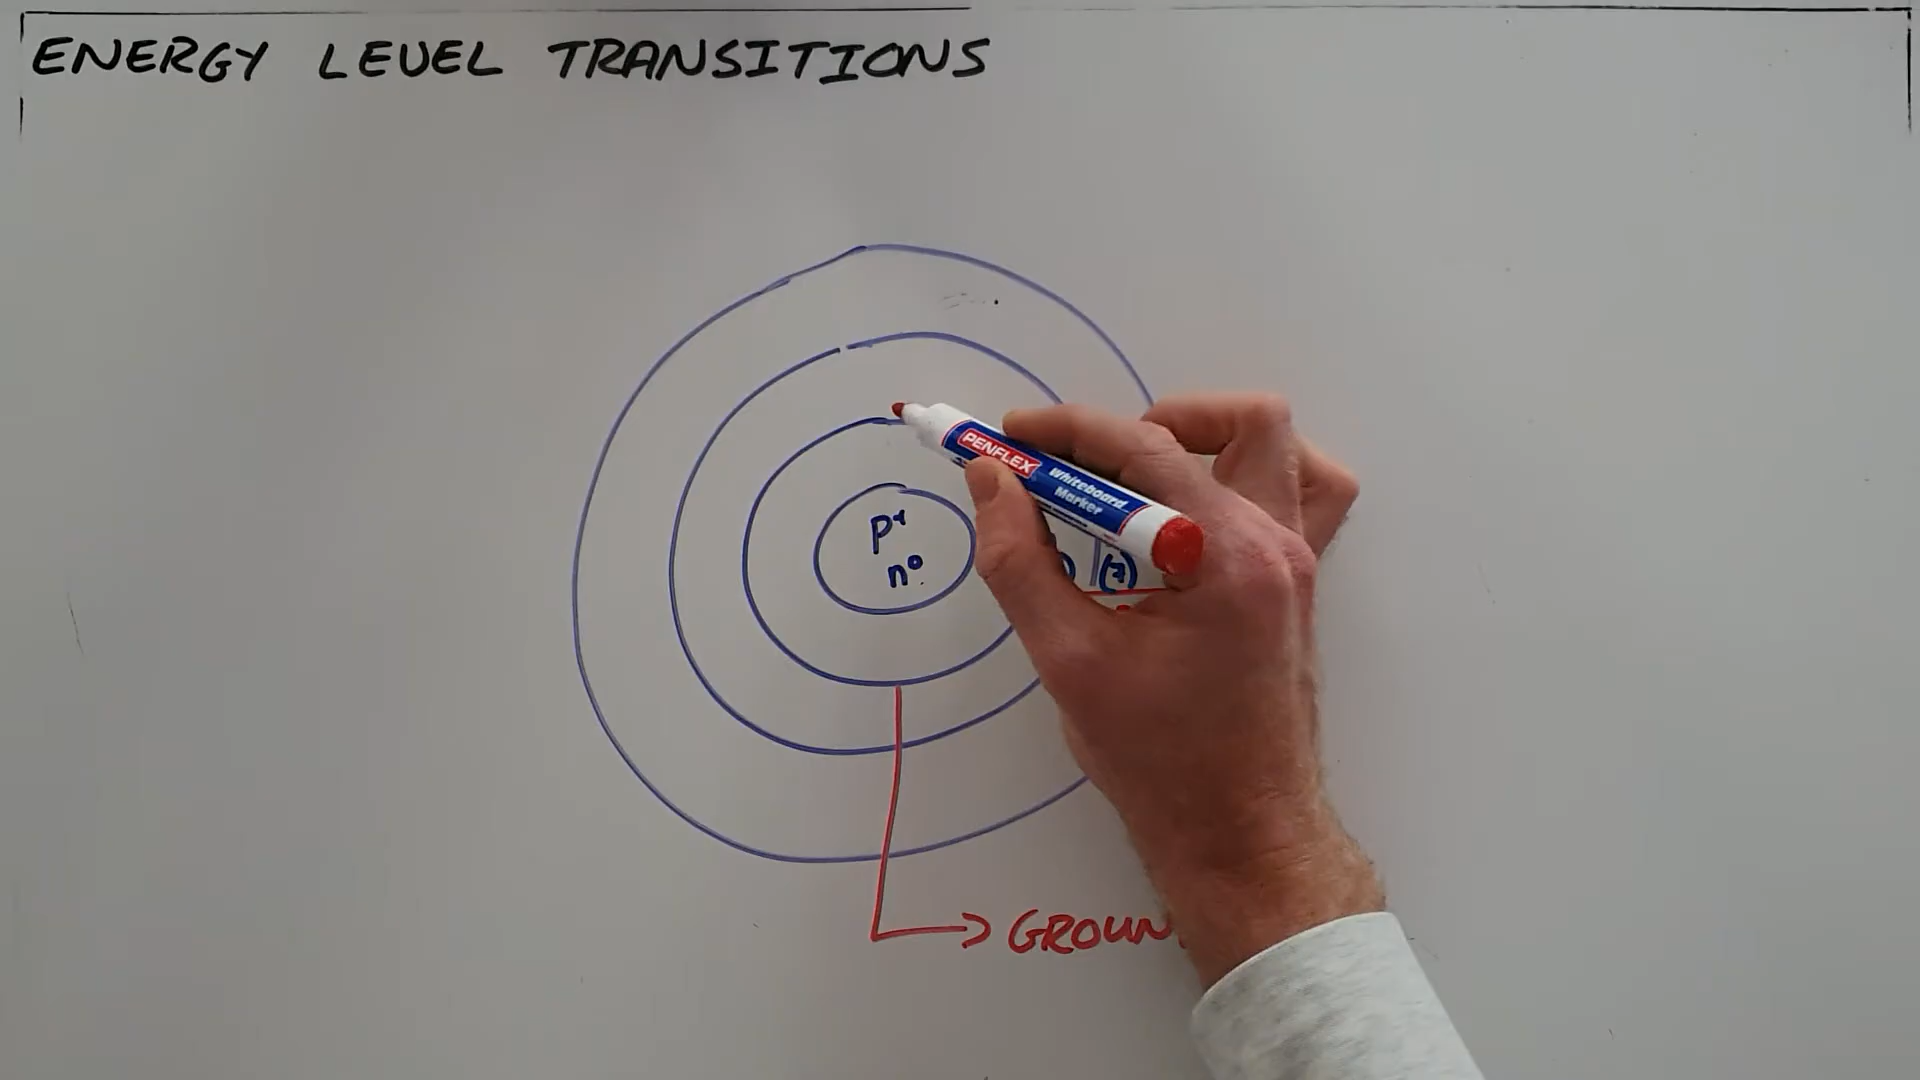 ENERGY LEVEL TRANSITIONS
PENFLEX
Whiteboard
Marker
p+
n°
GROUN